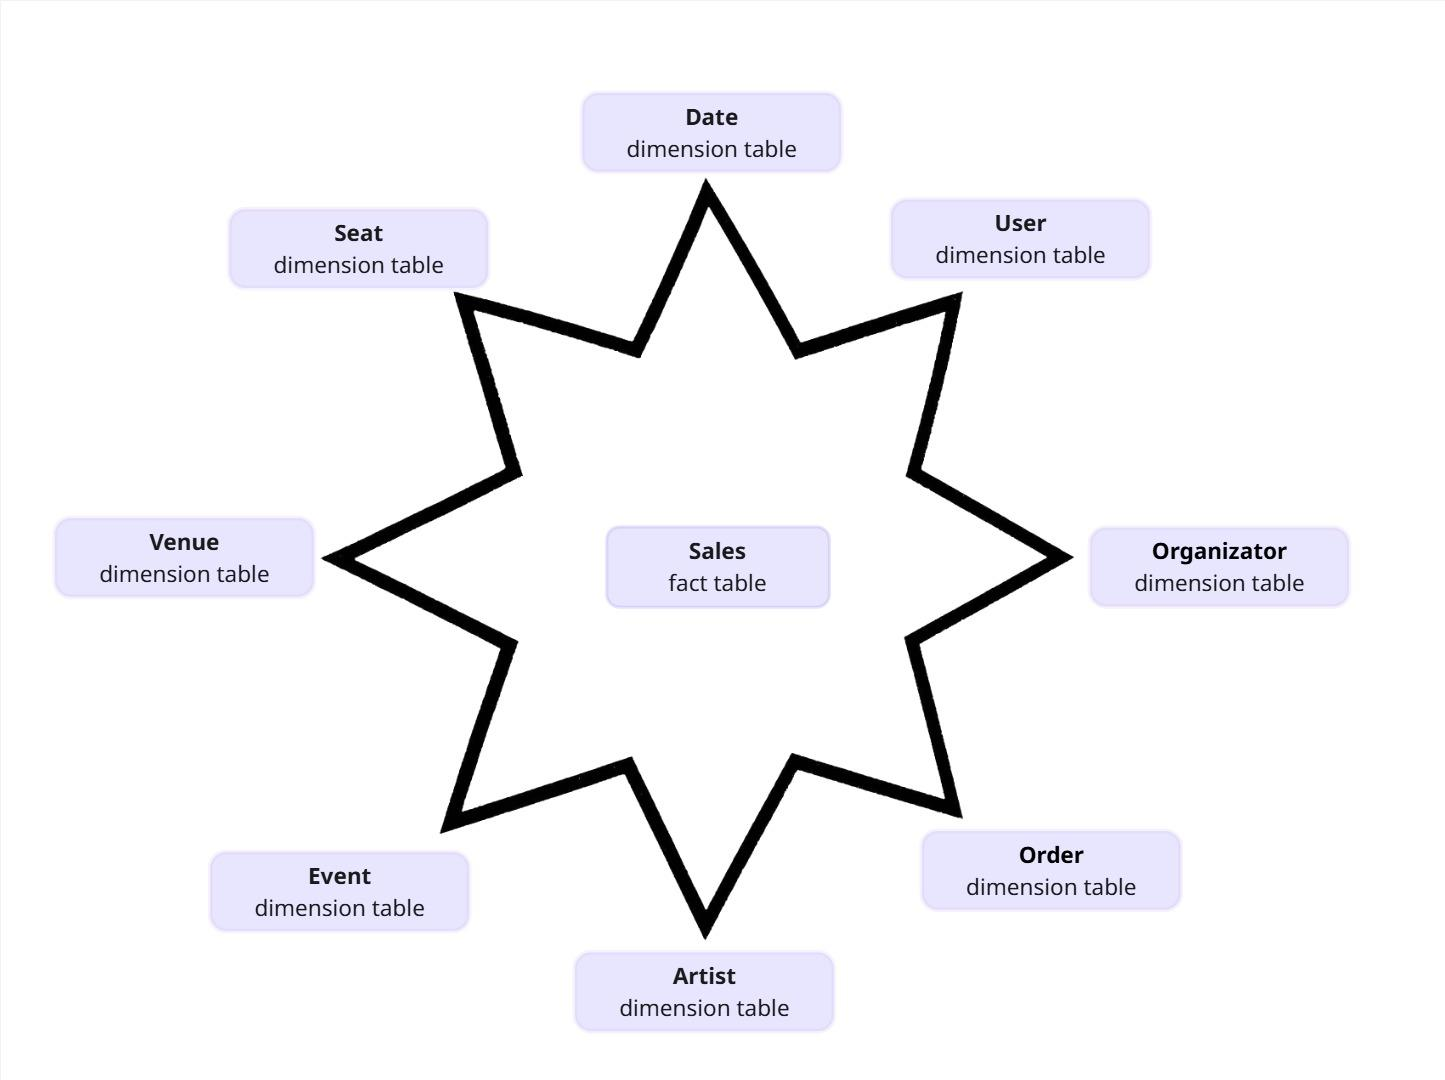 Date
dimension table
User
dimension table
Seat
dimension table
Venue
dimension table
Sales
fact table
Organizator
dimension table
Order
dimension table
Event
dimension table
Artist
dimension table